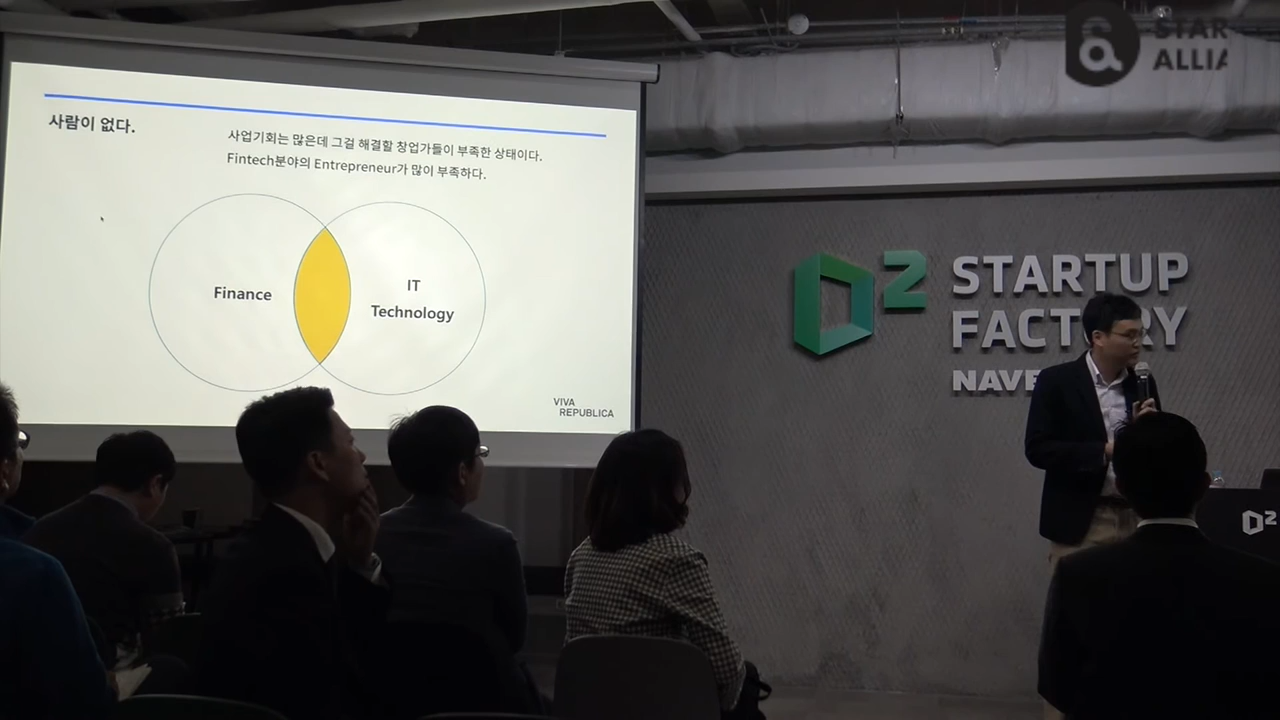 사람이 없다.
사업기회는 많은데 그걸 해결할 창업가들이 부족한 상태이다.
Fintech분야의 Entrepreneur가 많이 부족하다.
Finance
IT
Technology
VIVA
REPUBLICA
STAR
ALLIA
D2 STARTUP
FACTORY
NAVE
D2